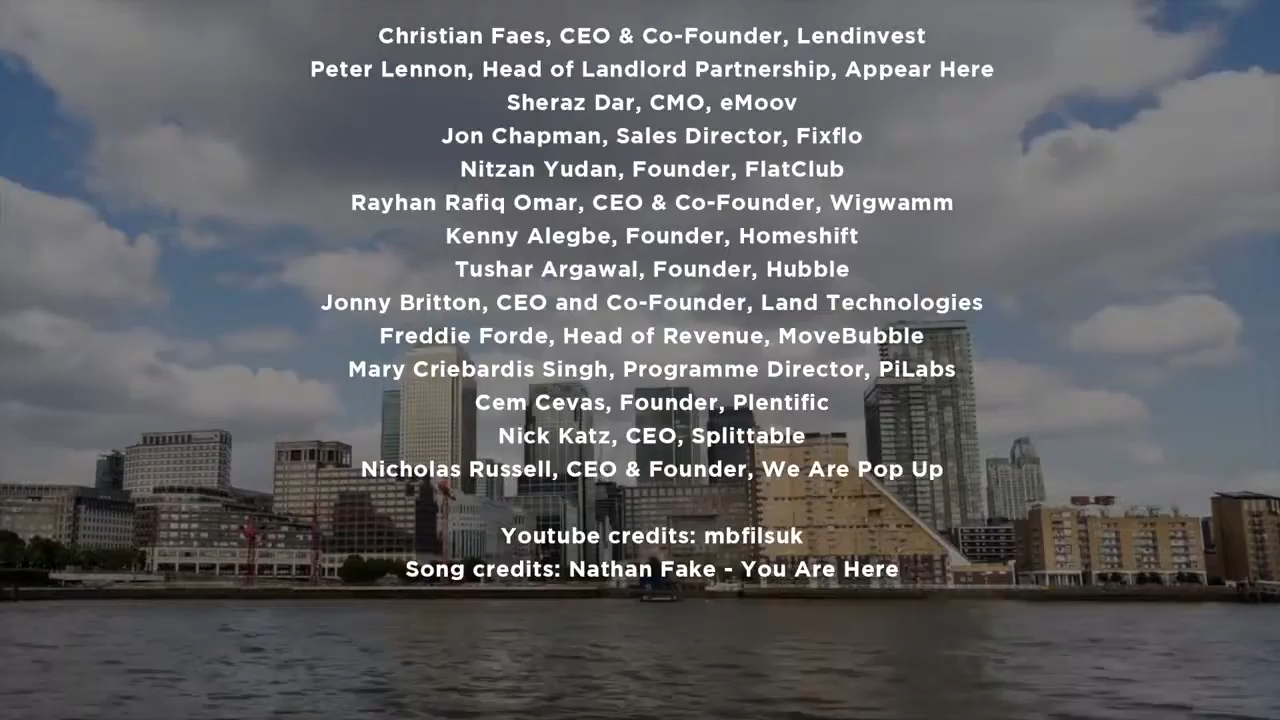 Christian Faes, CEO & Co-Founder, Lendinvest
Peter Lennon, Head of Landlord Partnership, Appear Here
Sheraz Dar, CMO, eMoov
Jon Chapman, Sales Director, Fixflo
Nitzan Yudan, Founder, FlatClub
Rayhan Rafiq Omar, CEO & Co-Founder, Wigwamm
Kenny Alegbe, Founder, Homeshift
Tushar Argawal, Founder, Hubble
Jonny Britton, CEO and Co-Founder, Land Technologies
Freddie Forde, Head of Revenue, MoveBubble
Mary Criebardis Singh, Programme Director, PiLabs
Cem Cevas, Founder, Plentific
Nick Katz, CEO, Splittable
Nicholas Russell, CEO & Founder, We Are Pop Up
Youtube credits: mbfilsuk
Song credits: Nathan Fake - You Are Here